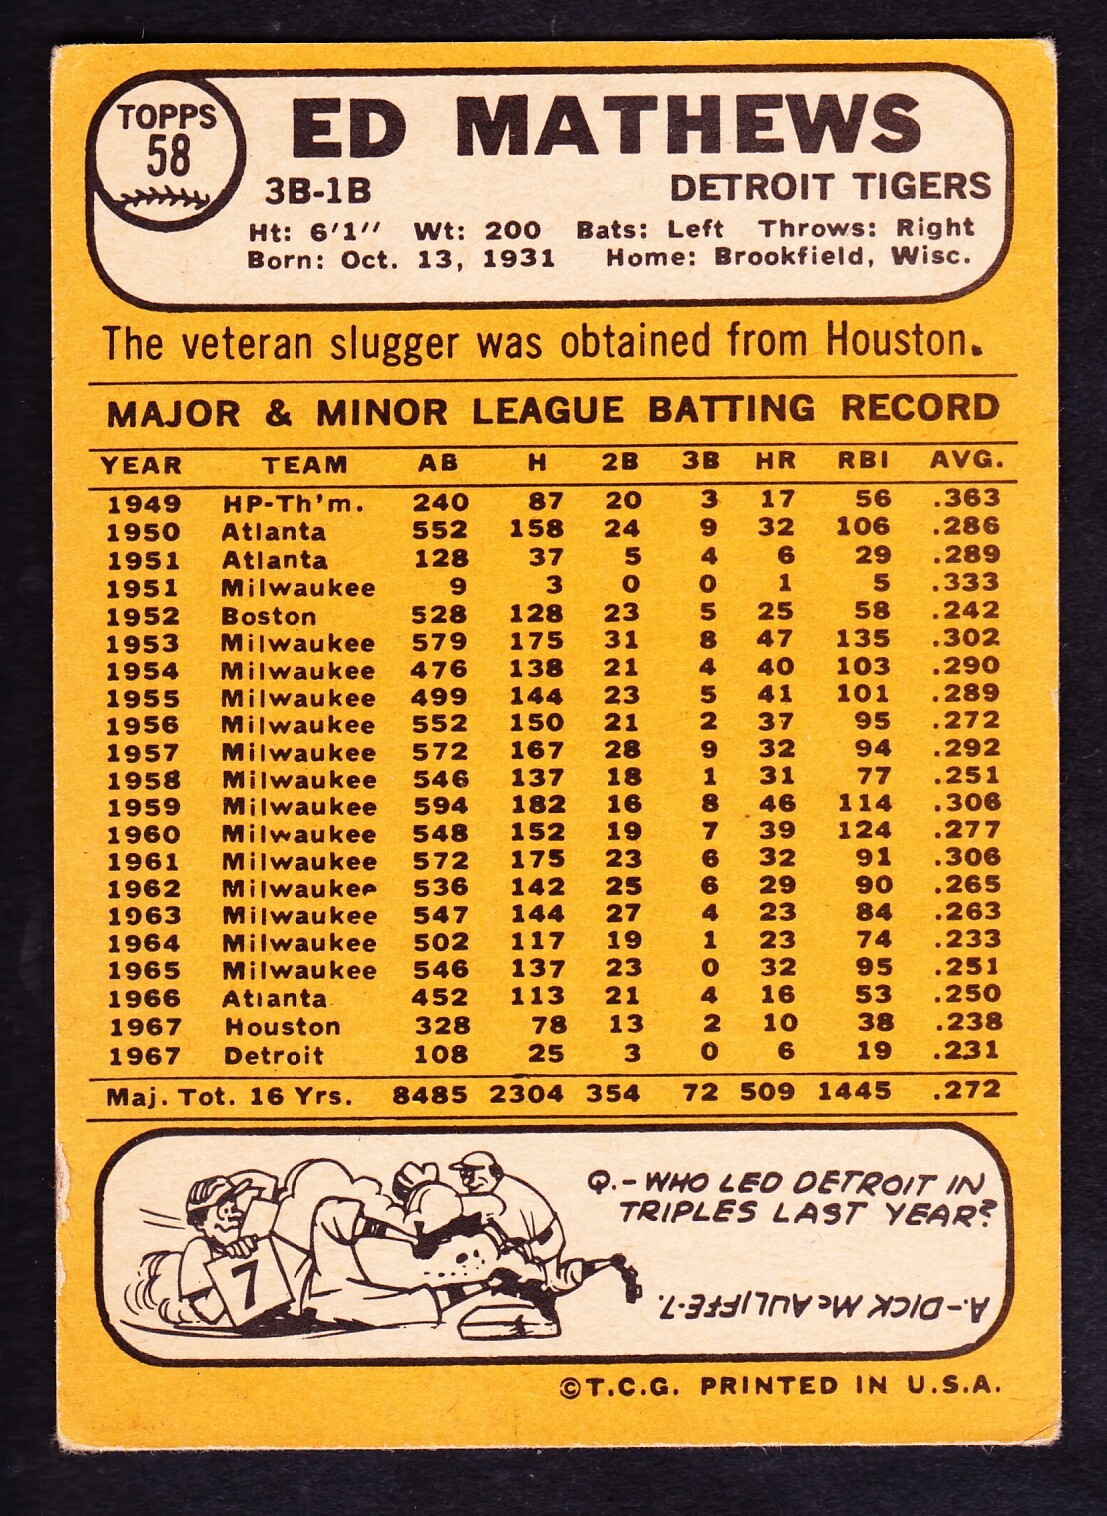 TOPPS
58
ED MATHEWS
3B-1B DETROIT TIGERS
Ht: 6'1" Wt: 200 Bats: Left Throws: Right
Born: Oct. 13, 1931 Home: Brookfield, Wisc.
The veteran slugger was obtained from Houston.
MAJOR & MINOR LEAGUE BATTING RECORD
YEAR TEAM AB H 2B 3B HR RBI AVG.
1949 HP-Th'm. 240 87 20 3 17 56 .363
1950 Atlanta 552 158 24 9 32 106 .286
1951 Atlanta 128 37 5 4 6 29 .289
1951 Milwaukee 9 3 0 0 1 5 .333
1952 Boston 528 128 23 5 25 58 .242
1953 Milwaukee 579 175 31 8 47 135 .302
1954 Milwaukee 476 138 21 4 40 103 .290
1955 Milwaukee 499 144 23 5 41 101 .289
1956 Milwaukee 552 150 21 2 37 95 .272
1957 Milwaukee 572 167 28 9 32 94 .292
1958 Milwaukee 546 137 18 1 31 77 .251
1959 Milwaukee 594 182 16 8 46 114 .306
1960 Milwaukee 548 152 19 7 39 124 .277
1961 Milwaukee 572 175 23 6 32 91 .306
1962 Milwaukee 536 142 25 6 29 90 .265
1963 Milwaukee 547 144 27 4 23 84 .263
1964 Milwaukee 502 117 19 1 23 74 .233
1965 Milwaukee 546 137 23 0 32 95 .251
1966 Atlanta 452 113 21 4 16 53 .250
1967 Houston 328 78 13 2 10 38 .238
1967 Detroit 108 25 3 0 6 19 .231
Maj. Tot. 16 Yrs. 8485 2304 354 72 509 1445 .272
Q.-WHO LED DETROIT IN
TRIPLES LAST YEAR?
7
A.-DICK McAULIFFE-7.
©T.C.G. PRINTED IN U.S.A.